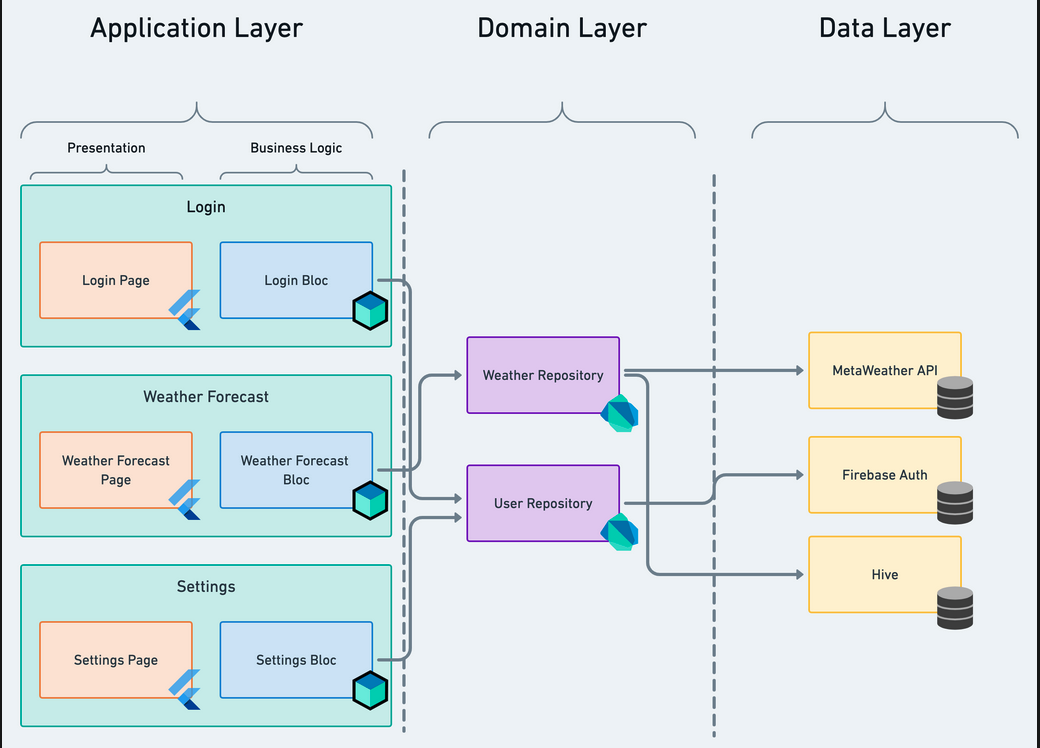 Application Layer
Domain Layer
Data Layer
Presentation
Business Logic
Login
Login Page
Login Bloc
Weather Forecast
Weather Forecast
Page
Weather Forecast
Bloc
Settings
Settings Page
Settings Bloc
Weather Repository
User Repository
MetaWeather API
Firebase Auth
Hive